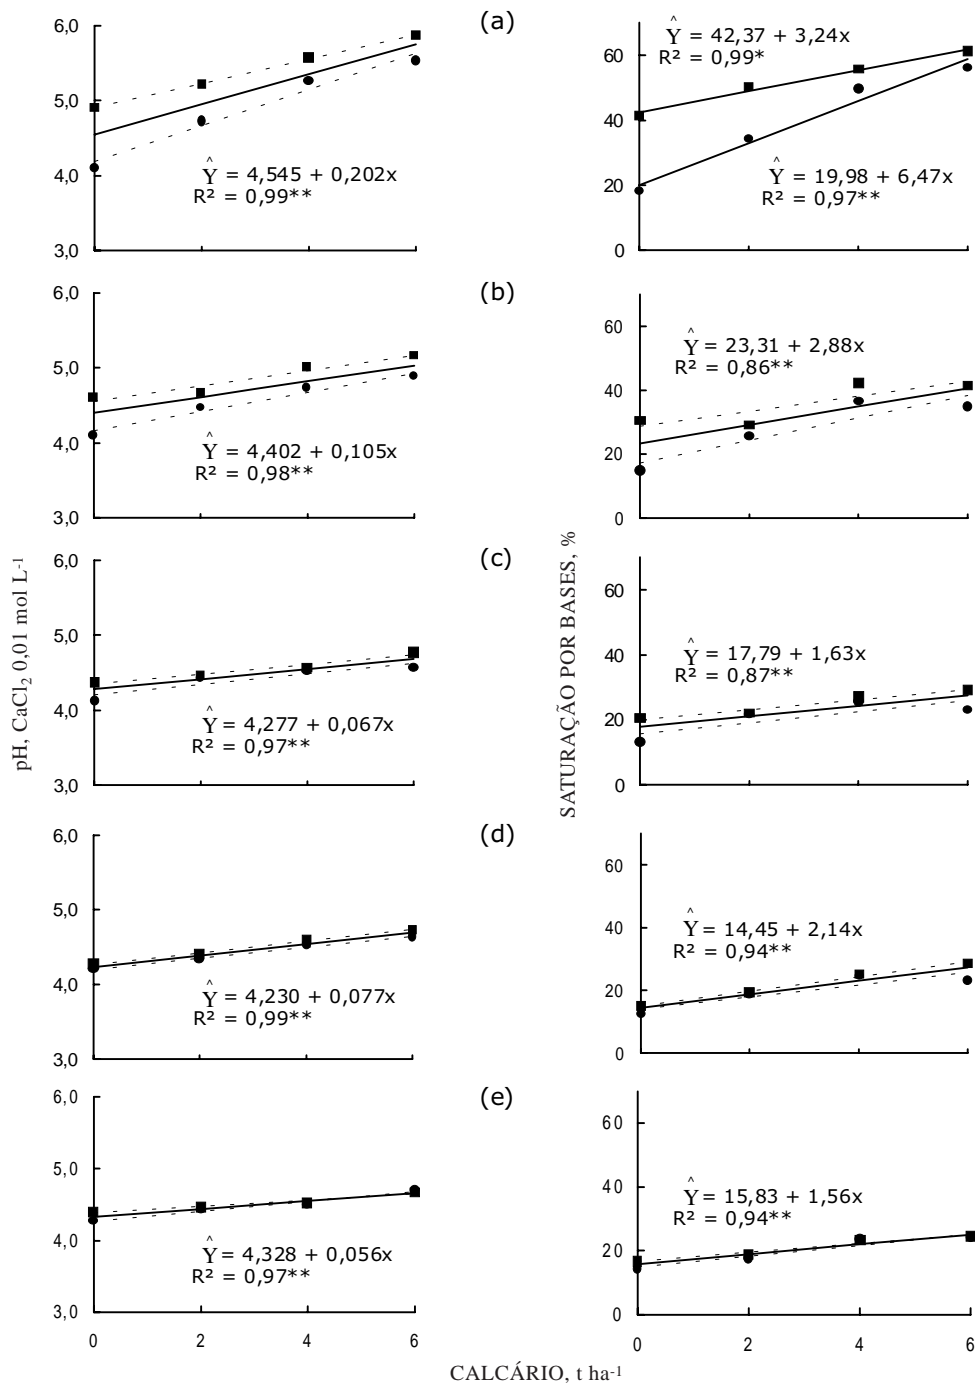 (a)
6,0
5,0
4,0
3,0
Ŷ = 4,545 + 0,202x
R² = 0,99**
60
40
20
0
Ŷ = 42,37 + 3,24x
R² = 0,99*
Ŷ = 19,98 + 6,47x
R² = 0,97**
(b)
6,0
5,0
4,0
3,0
Ŷ = 4,402 + 0,105x
R² = 0,98**
60
40
20
0
Ŷ = 23,31 + 2,88x
R² = 0,86**
(c)
6,0
5,0
4,0
3,0
Ŷ = 4,277 + 0,067x
R² = 0,97**
60
40
20
0
Ŷ = 17,79 + 1,63x
R² = 0,87**
pH, CaCl₂ 0,01 mol L⁻¹
SATURAÇÃO POR BASES, %
(d)
6,0
5,0
4,0
3,0
Ŷ = 4,230 + 0,077x
R² = 0,99**
60
40
20
0
Ŷ = 14,45 + 2,14x
R² = 0,94**
(e)
6,0
5,0
4,0
3,0
Ŷ = 4,328 + 0,056x
R² = 0,97**
0 2 4 6
60
40
20
0
Ŷ = 15,83 + 1,56x
R² = 0,94**
0 2 4 6
CALCÁRIO, t ha⁻¹